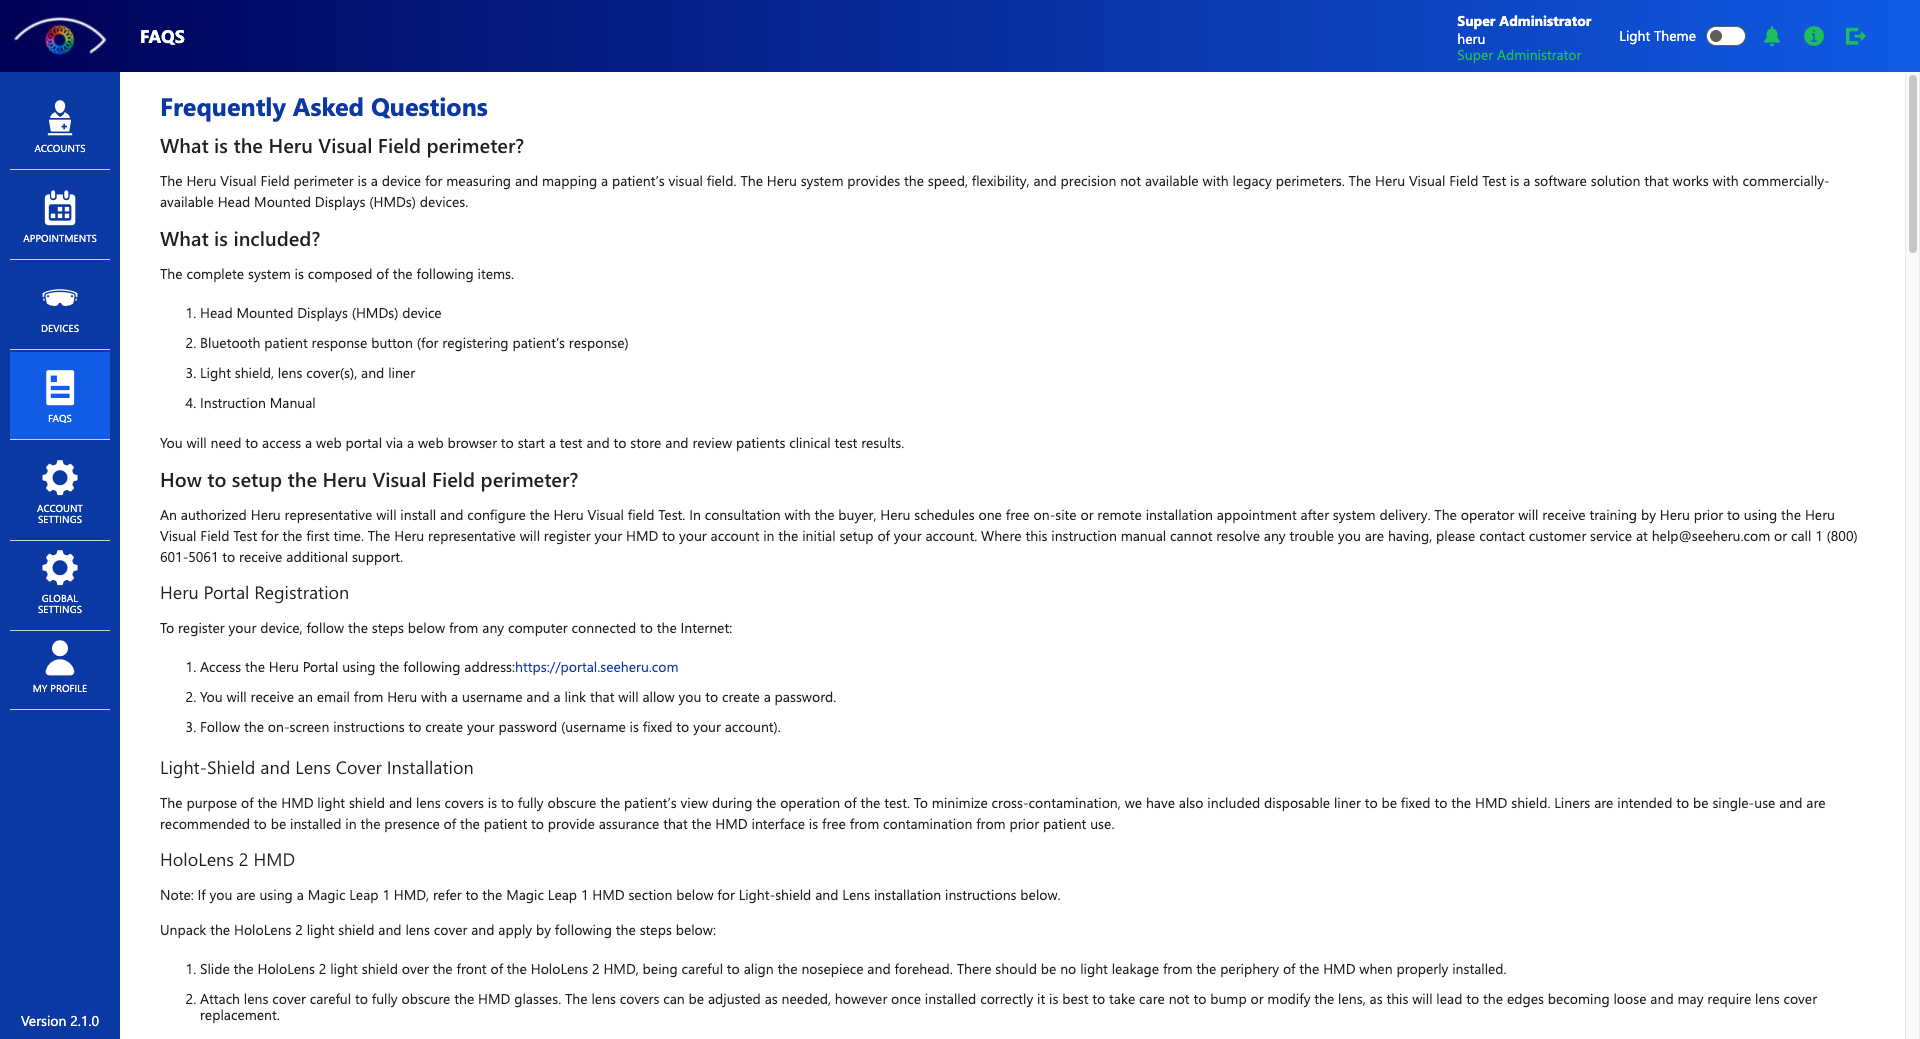 FAQS
Super Administrator
heru
Super Administrator
Light Theme
ACCOUNTS
APPOINTMENTS
DEVICES
FAQS
ACCOUNT
SETTINGS
GLOBAL
SETTINGS
MY PROFILE
Version 2.1.0
Frequently Asked Questions
What is the Heru Visual Field perimeter?
The Heru Visual Field perimeter is a device for measuring and mapping a patient's visual field. The Heru system provides the speed, flexibility, and precision not available with legacy perimeters. The Heru Visual Field Test is a software solution that works with commercially-
available Head Mounted Displays (HMDs) devices.
What is included?
The complete system is composed of the following items.
1. Head Mounted Displays (HMDs) device
2. Bluetooth patient response button (for registering patient's response)
3. Light shield, lens cover(s), and liner
4. Instruction Manual
You will need to access a web portal via a web browser to start a test and to store and review patients clinical test results.
How to setup the Heru Visual Field perimeter?
An authorized Heru representative will install and configure the Heru Visual field Test. In consultation with the buyer, Heru schedules one free on-site or remote installation appointment after system delivery. The operator will receive training by Heru prior to using the Heru
Visual Field Test for the first time. The Heru representative will register your HMD to your account in the initial setup of your account. Where this instruction manual cannot resolve any trouble you are having, please contact customer service at help@seeheru.com or call 1 (800)
601-5061 to receive additional support.
Heru Portal Registration
To register your device, follow the steps below from any computer connected to the Internet:
1. Access the Heru Portal using the following address:https://portal.seeheru.com
2. You will receive an email from Heru with a username and a link that will allow you to create a password.
3. Follow the on-screen instructions to create your password (username is fixed to your account).
Light-Shield and Lens Cover Installation
The purpose of the HMD light shield and lens covers is to fully obscure the patient's view during the operation of the test. To minimize cross-contamination, we have also included disposable liner to be fixed to the HMD shield. Liners are intended to be single-use and are
recommended to be installed in the presence of the patient to provide assurance that the HMD interface is free from contamination from prior patient use.
HoloLens 2 HMD
Note: If you are using a Magic Leap 1 HMD, refer to the Magic Leap 1 HMD section below for Light-shield and Lens installation instructions below.
Unpack the HoloLens 2 light shield and lens cover and apply by following the steps below:
1. Slide the HoloLens 2 light shield over the front of the HoloLens 2 HMD, being careful to align the nosepiece and forehead. There should be no light leakage from the periphery of the HMD when properly installed.
2. Attach lens cover careful to fully obscure the HMD glasses. The lens covers can be adjusted as needed, however once installed correctly it is best to take care not to bump or modify the lens, as this will lead to the edges becoming loose and may require lens cover
replacement.